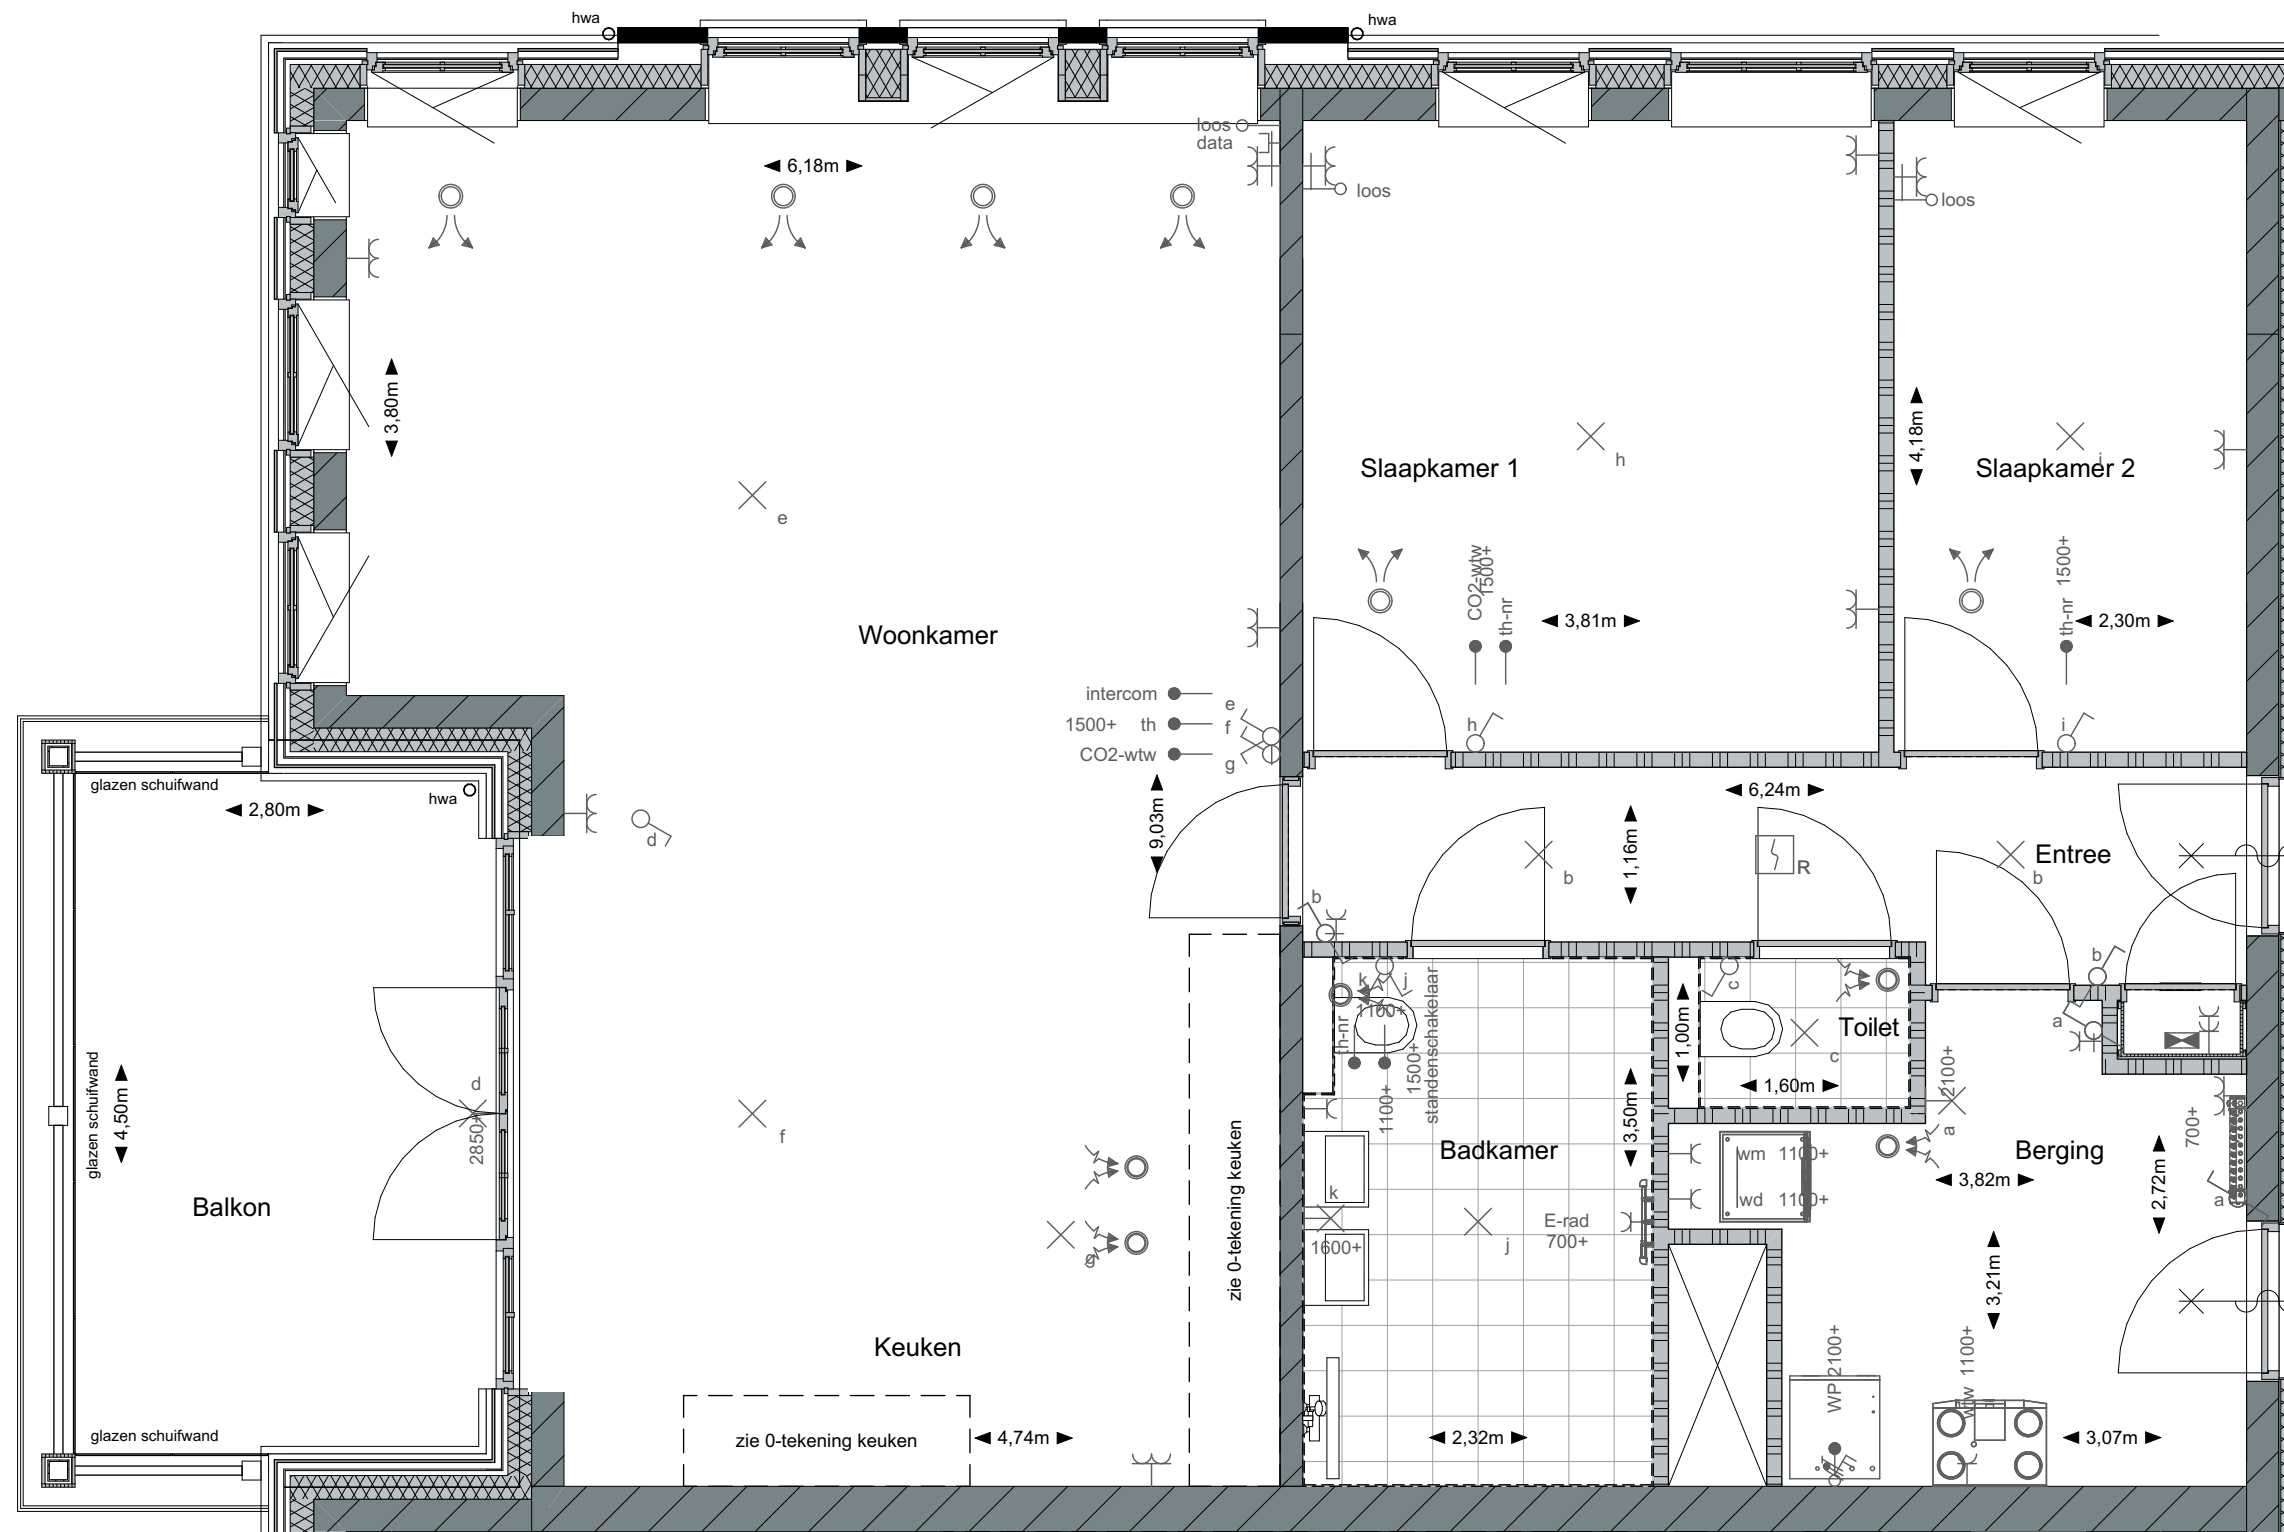 hwa
hwa
loos
data
6,18m
loos
loos
3,80m
4,18m
h
i
Slaapkamer 1
Slaapkamer 2
e
CO2-wtw
1500+
th-nr
1500+
th-nr
3,81m
2,30m
Woonkamer
intercom
e
1500+ th
f
CO2-wtw
g
h
i
glazen schuifwand
hwa
2,80m
6,24m
d
9,03m
1,16m
b
R
Entree
b
b
b
k
j
c
1100+
th-nr
1500+
standenschakelaar
1100+
1,00m
Toilet
c
a
1,60m
2100+
a
d
2850+
glazen schuifwand
4,50m
f
zie 0-tekening keuken
3,50m
Badkamer
wm 1100+
wd 1100+
Berging
700+
3,82m
2,72m
a
k
1600+
j
E-rad
700+
Balkon
g
3,21m
Keuken
WP 2100+
wtw 1100+
glazen schuifwand
zie 0-tekening keuken
4,74m
2,32m
3,07m